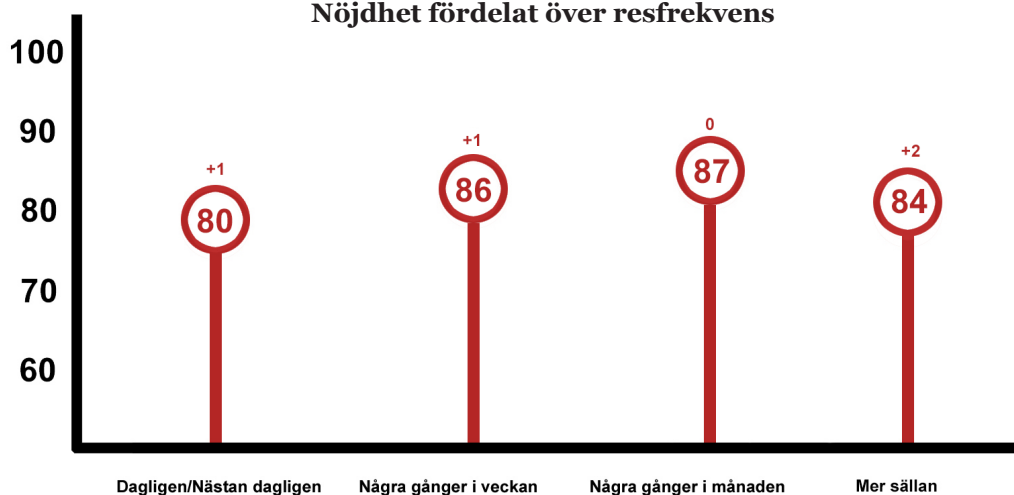 Nöjdhet fördelat över resfrekvens
100
90
80
70
60
+1
80
+1
86
0
87
+2
84
Dagligen/Nästan dagligen
Några gånger i veckan
Några gånger i månaden
Mer sällan